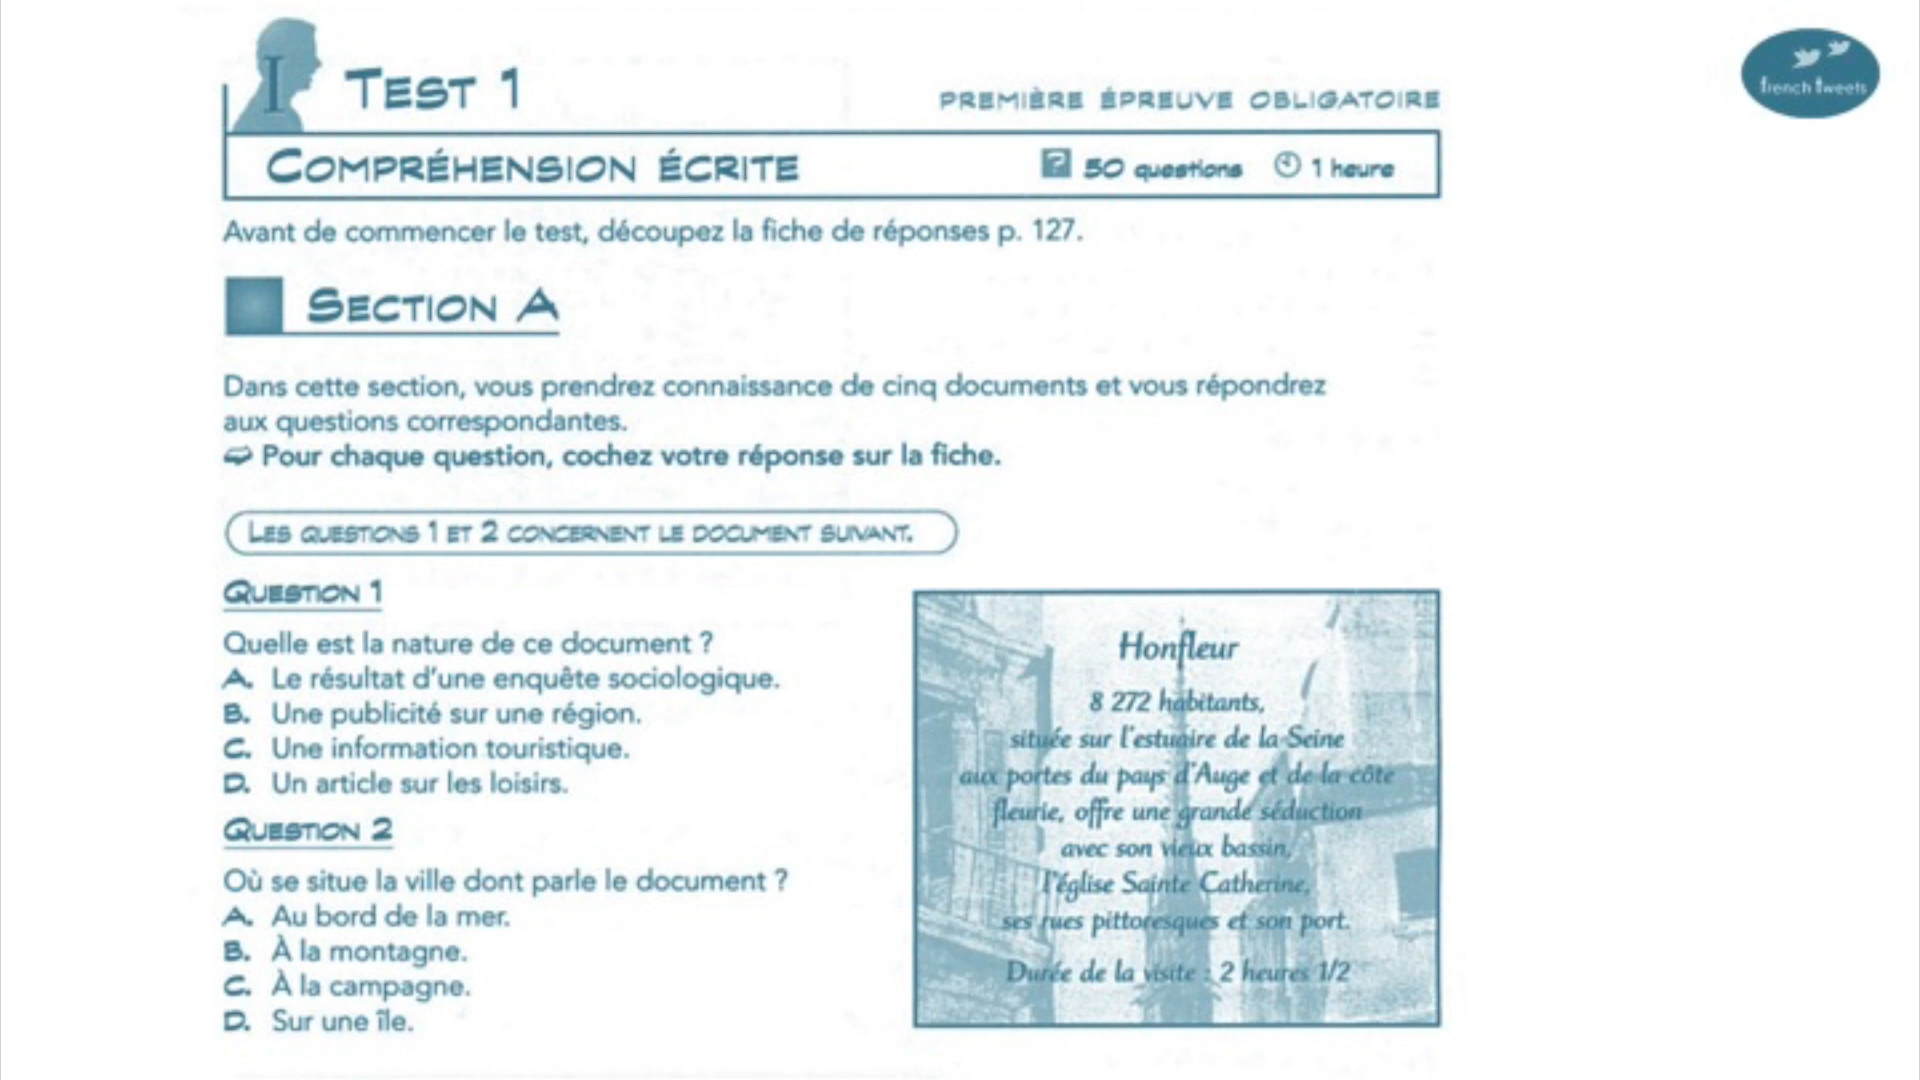 I
TEST 1
PREMIÈRE ÉPREUVE OBLIGATOIRE
french tweets
COMPRÉHENSION ÉCRITE
? 50 questions 1 heure
Avant de commencer le test, découpez la fiche de réponses p. 127.
SECTION A
Dans cette section, vous prendrez connaissance de cinq documents et vous répondrez
aux questions correspondantes.
Pour chaque question, cochez votre réponse sur la fiche.
LES QUESTIONS 1 ET 2 CONCERNENT LE DOCUMENT SUIVANT.
QUESTION 1
Quelle est la nature de ce document ?
A. Le résultat d'une enquête sociologique.
B. Une publicité sur une région.
C. Une information touristique.
D. Un article sur les loisirs.
QUESTION 2
Où se situe la ville dont parle le document ?
A. Au bord de la mer.
B. À la montagne.
C. À la campagne.
D. Sur une île.
Honfleur
8 272 habitants,
située sur l'estuaire de la Seine
aux portes du pays d'Auge et de la côte
fleurie, offre une grande séduction
avec son vieux bassin,
l'église Sainte Catherine,
ses rues pittoresques et son port.
Durée de la visite : 2 heures 1/2